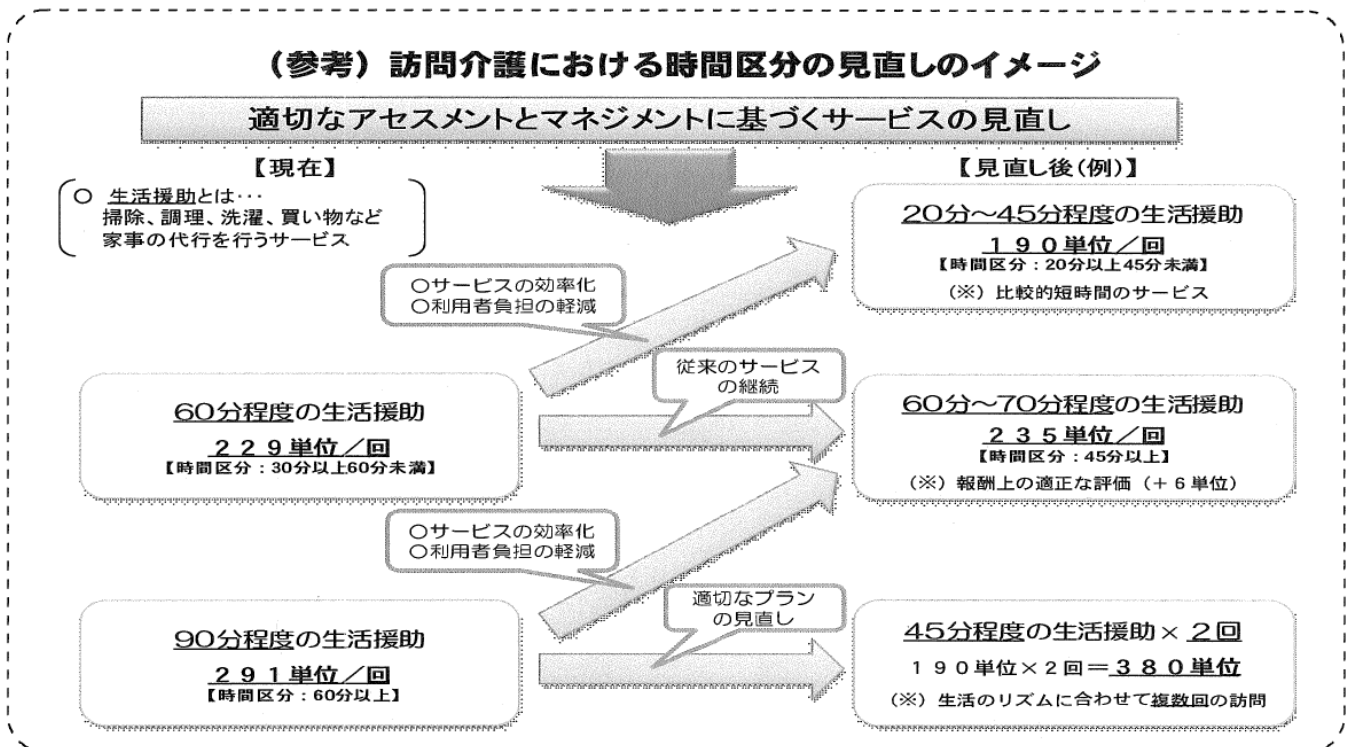 (参考)訪問介護における時間区分の見直しのイメージ
適切なアセスメントとマネジメントに基づくサービスの見直し
【現在】
○ 生活援助とは…
掃除、調理、洗濯、買い物など
家事の代行を行うサービス
【見直し後(例)】
20分~45分程度の生活援助
190単位/回
【時間区分:20分以上45分未満】
(※)比較的短時間のサービス
○サービスの効率化
○利用者負担の軽減
従来のサービス
の継続
60分程度の生活援助
229単位/回
【時間区分:30分以上60分未満】
60分~70分程度の生活援助
235単位/回
【時間区分:45分以上】
(※)報酬上の適正な評価(+6単位)
○サービスの効率化
○利用者負担の軽減
適切なプラン
の見直し
90分程度の生活援助
291単位/回
【時間区分:60分以上】
45分程度の生活援助×2回
190単位×2回=380単位
(※)生活のリズムに合わせて複数回の訪問